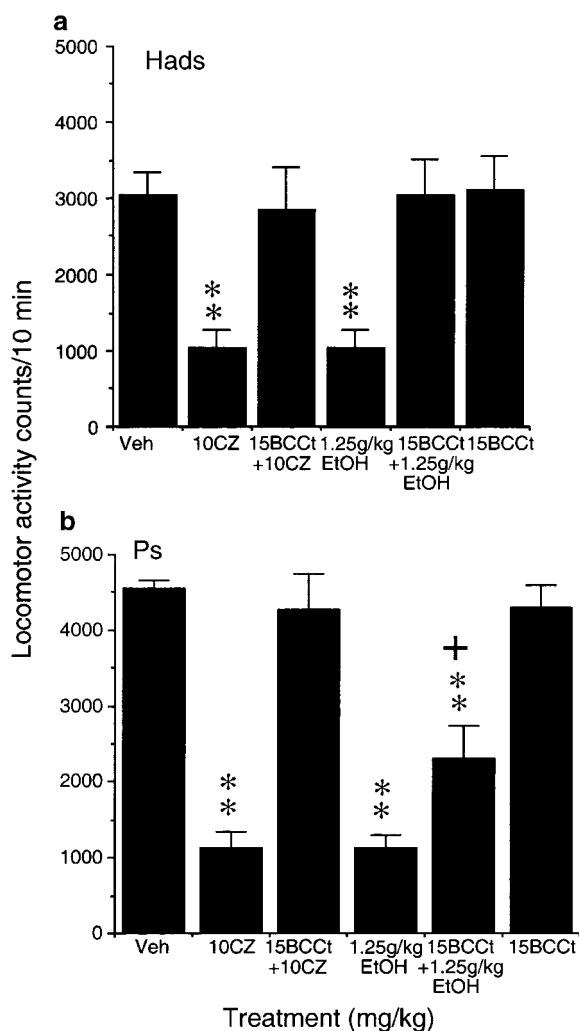 a
Hads
5000
4000
3000
2000
1000
0
**
**
Veh 10CZ 15BCCt 1.25g/kg 15BCCt 15BCCt
+10CZ EtOH +1.25g/kg
EtOH
b
Ps
5000
4000
3000
2000
1000
0
**
**
+
**
Veh 10CZ 15BCCt 1.25g/kg 15BCCt 15BCCt
+10CZ EtOH +1.25g/kg
EtOH
Locomotor activity counts/10 min
Treatment (mg/kg)